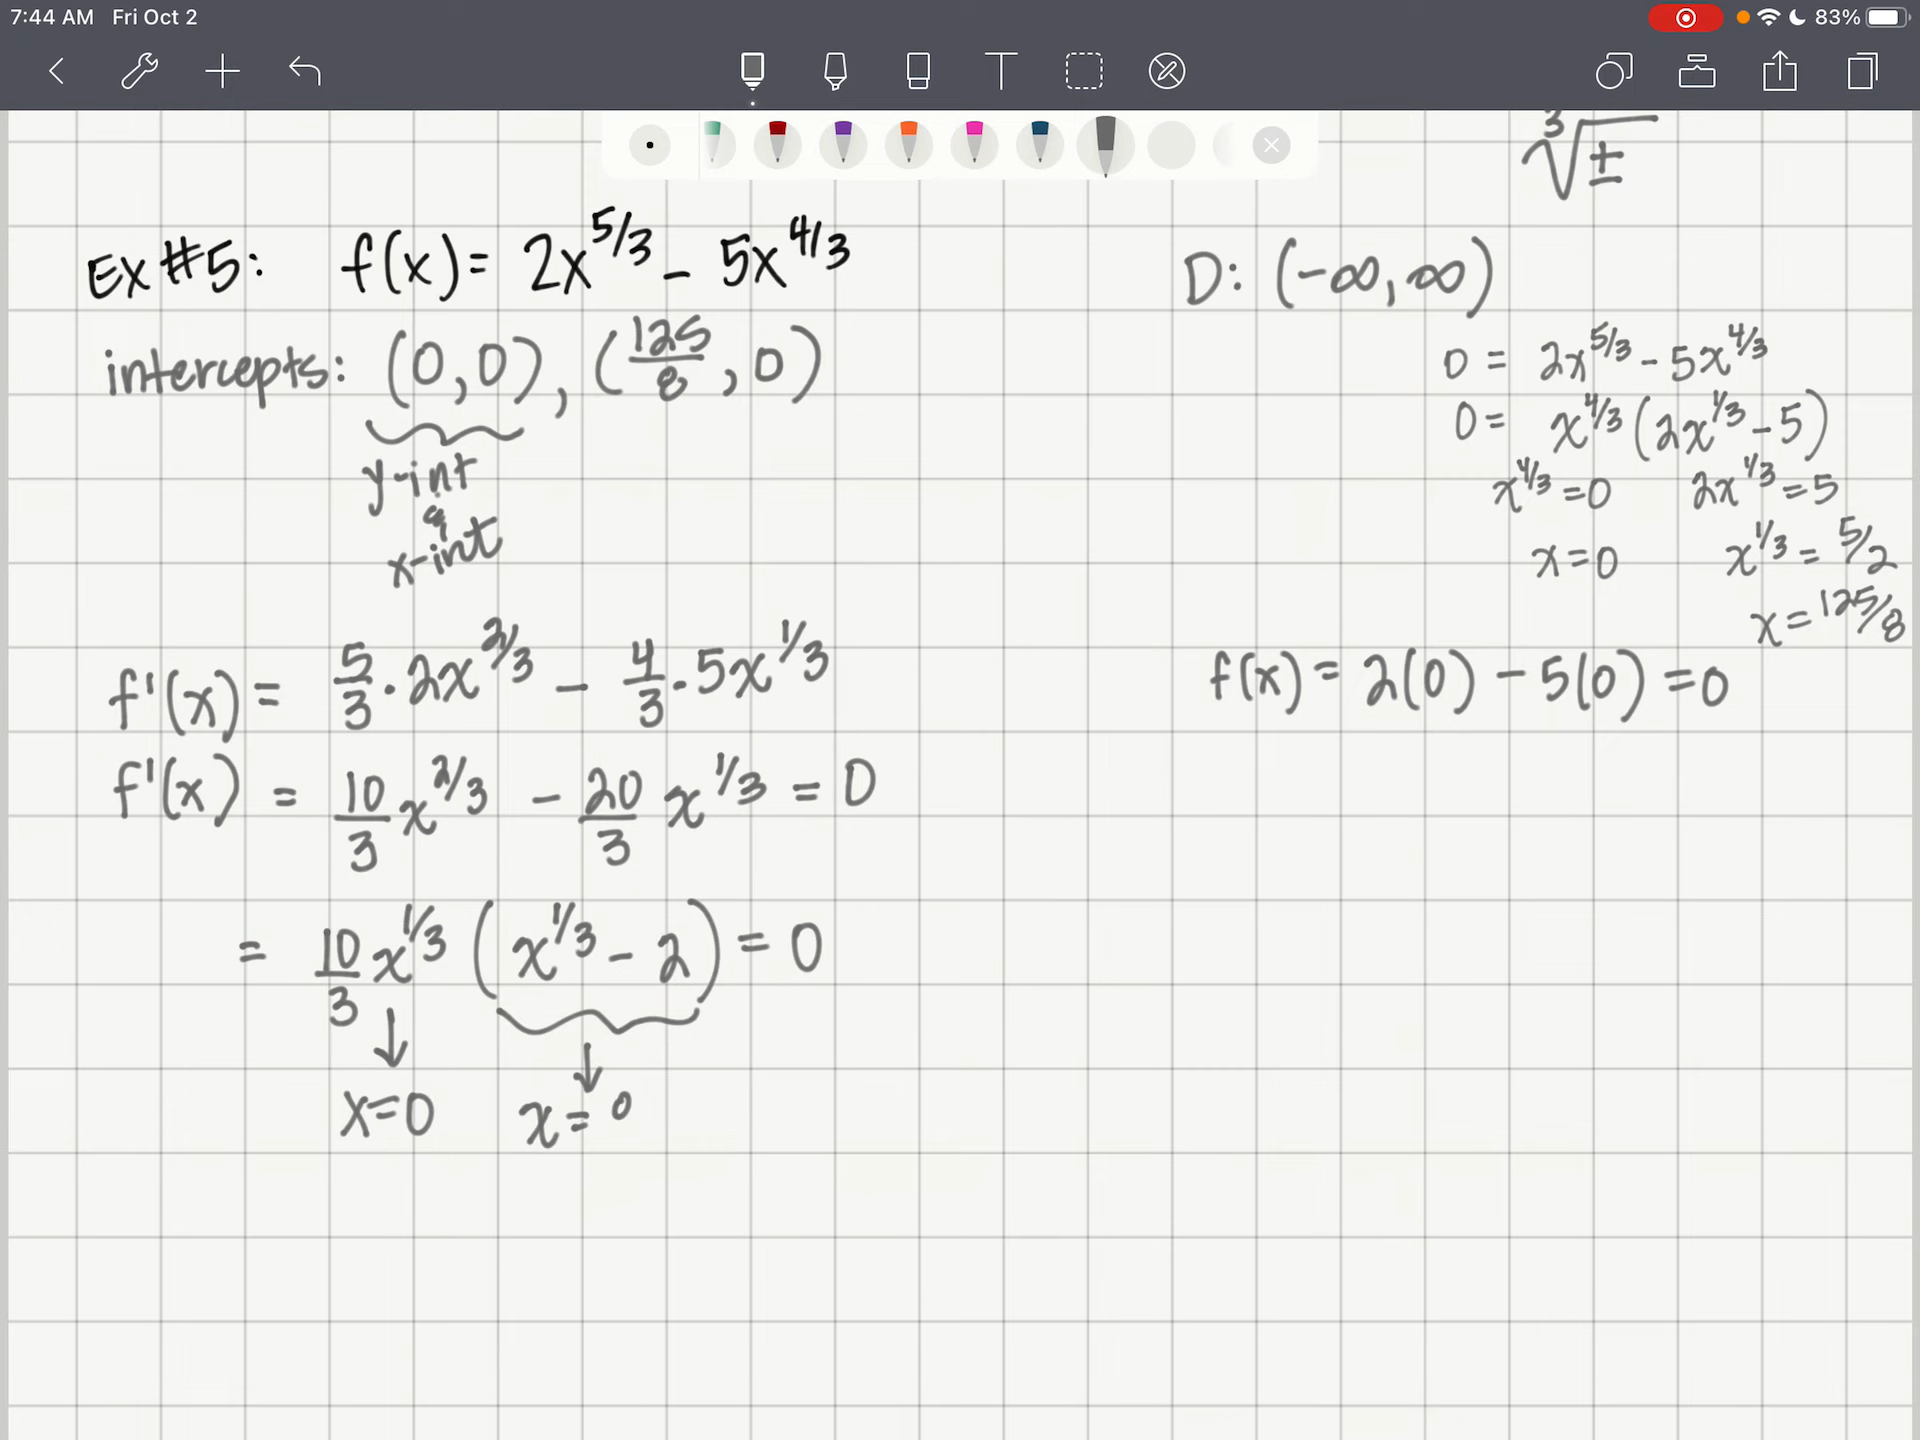 7:44 AM Fri Oct 2 83%
∛±
Ex #5: f(x) = 2x^{5/3} - 5x^{4/3}
D: (-∞, ∞)
intercepts: (0,0), (125/8, 0)
y-int
&
x-int
0 = 2x^{5/3} - 5x^{4/3}
0 = x^{4/3} (2x^{1/3} - 5)
x^{4/3} = 0 2x^{1/3} = 5
x = 0 x^{1/3} = 5/2
x = 125/8
f(x) = 2(0) - 5(0) = 0
f'(x) = 5/3 · 2x^{2/3} - 4/3 · 5x^{1/3}
f'(x) = 10/3 x^{2/3} - 20/3 x^{1/3} = 0
= 10/3 x^{1/3} (x^{1/3} - 2) = 0
↓ ↓
x=0 x = 0